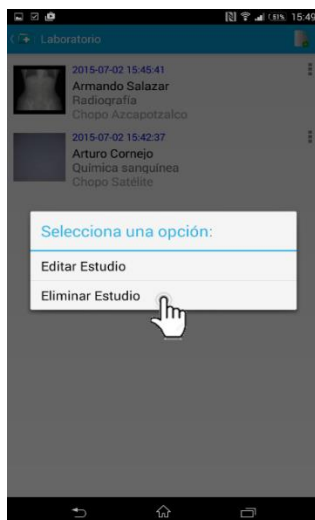 81% 15:49
Laboratorio
2015-07-02 15:45:41
Armando Salazar
Radiografía
Chopo Azcapotzalco
2015-07-02 15:42:37
Arturo Cornejo
Química sanguínea
Chopo Satélite
Selecciona una opción:
Editar Estudio
Eliminar Estudio